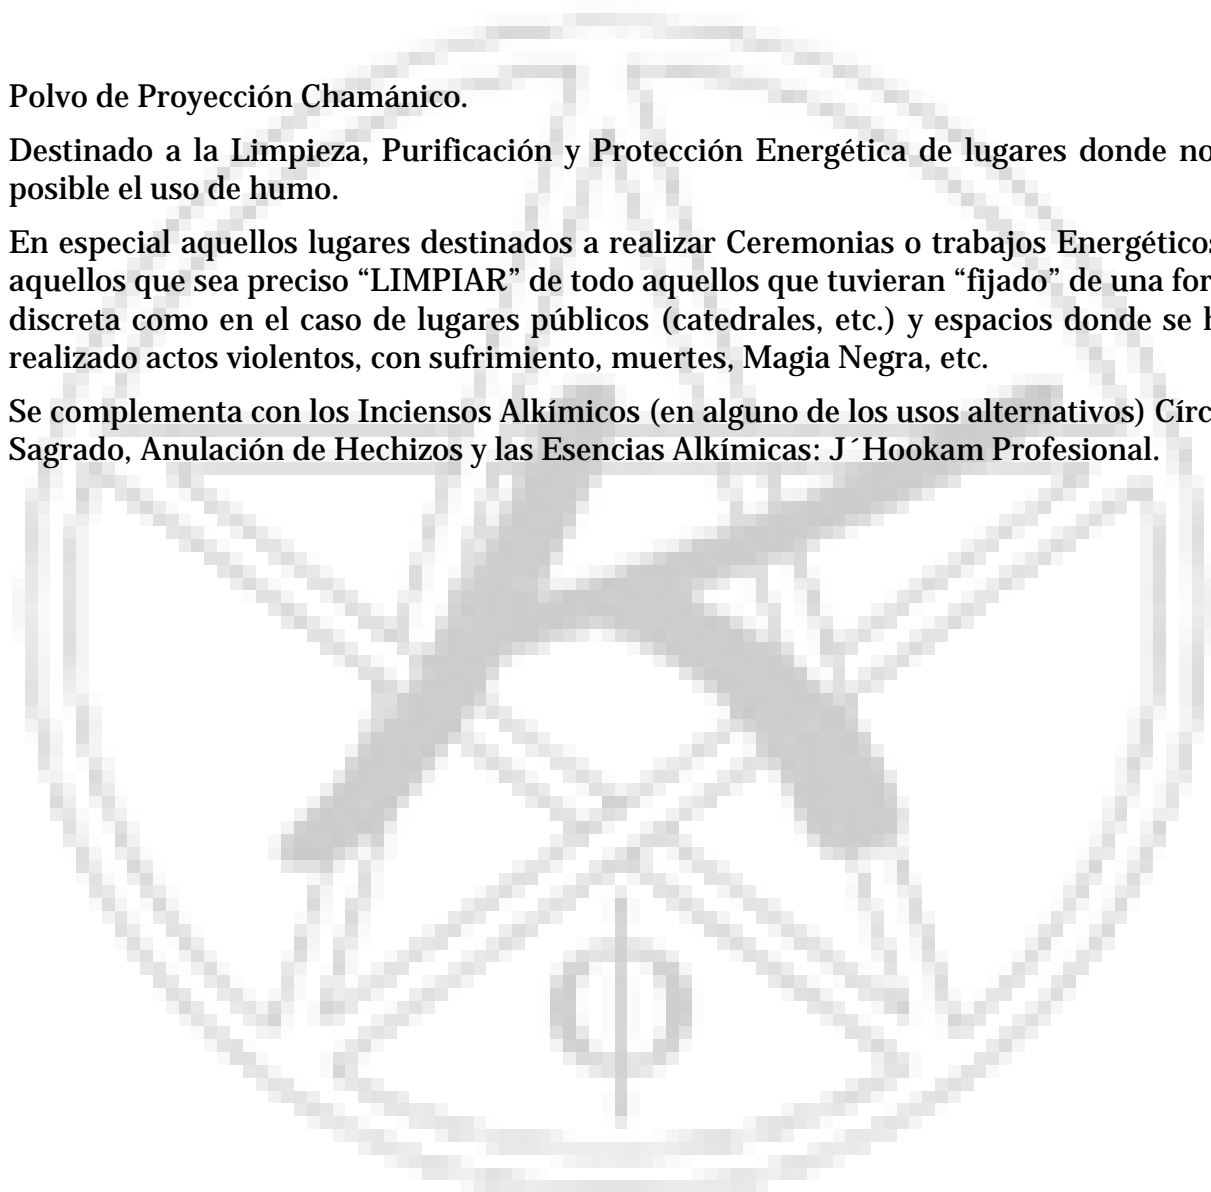 Polvo de Proyección Chamánico.
Destinado a la Limpieza, Purificación y Protección Energética de lugares donde no
posible el uso de humo.
En especial aquellos lugares destinados a realizar Ceremonias o trabajos Energéticos
aquellos que sea preciso “LIMPIAR” de todo aquellos que tuvieran “fijado” de una for
discreta como en el caso de lugares públicos (catedrales, etc.) y espacios donde se h
realizado actos violentos, con sufrimiento, muertes, Magia Negra, etc.
Se complementa con los Inciensos Alkímicos (en alguno de los usos alternativos) Círc
Sagrado, Anulación de Hechizos y las Esencias Alkímicas: J´Hookam Profesional.